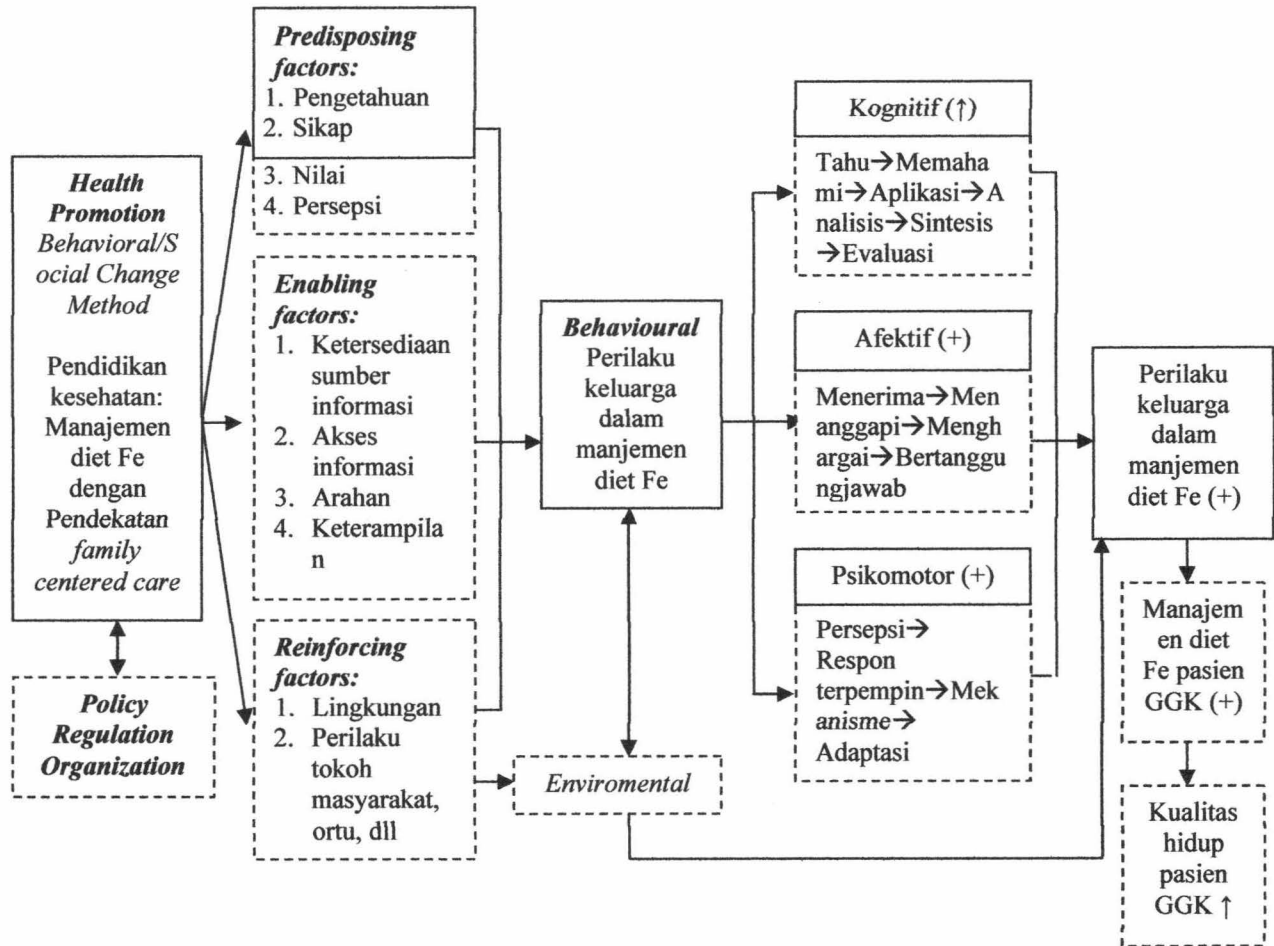 Health
Promotion
Behavioral/S
ocial Change
Method
Pendidikan
kesehatan:
Manajemen
diet Fe
dengan
Pendekatan
family
centered care
Policy
Regulation
Organization
Predisposing
factors:
1. Pengetahuan
2. Sikap
3. Nilai
4. Persepsi
Enabling
factors:
1. Ketersediaan
sumber
informasi
2. Akses
informasi
3. Arahan
4. Keterampila
n
Reinforcing
factors:
1. Lingkungan
2. Perilaku
tokoh
masyarakat,
ortu, dll
Behavioural
Perilaku
keluarga
dalam
manjemen
diet Fe
Enviromental
Kognitif (↑)
Tahu→Memaha
mi→Aplikasi→A
nalisis→Sintesis
→Evaluasi
Afektif (+)
Menerima→Men
anggapi→Mengh
argai→Bertanggu
ngjawab
Psikomotor (+)
Persepsi→
Respon
terpempin→Mek
anisme→
Adaptasi
Perilaku
keluarga
dalam
manjemen
diet Fe (+)
Manajem
en diet
Fe pasien
GGK (+)
Kualitas
hidup
pasien
GGK ↑